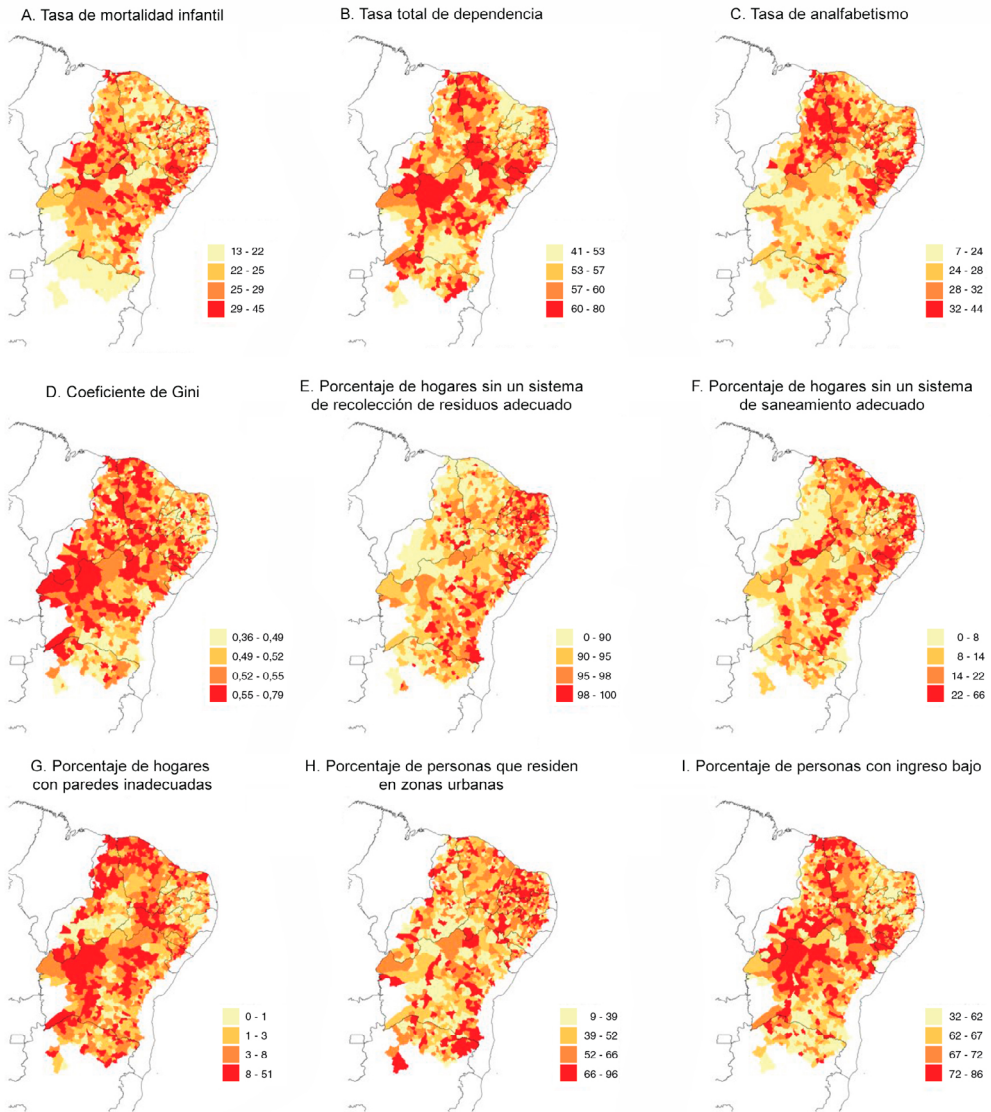 A. Tasa de mortalidad infantil
B. Tasa total de dependencia
C. Tasa de analfabetismo
13 - 22
22 - 25
25 - 29
29 - 45
41 - 53
53 - 57
57 - 60
60 - 80
7 - 24
24 - 28
28 - 32
32 - 44
D. Coeficiente de Gini
E. Porcentaje de hogares sin un sistema
de recolección de residuos adecuado
F. Porcentaje de hogares sin un sistema
de saneamiento adecuado
0,36 - 0,49
0,49 - 0,52
0,52 - 0,55
0,55 - 0,79
0 - 90
90 - 95
95 - 98
98 - 100
0 - 8
8 - 14
14 - 22
22 - 66
G. Porcentaje de hogares
con paredes inadecuadas
H. Porcentaje de personas que residen
en zonas urbanas
I. Porcentaje de personas con ingreso bajo
0 - 1
1 - 3
3 - 8
8 - 51
9 - 39
39 - 52
52 - 66
66 - 96
32 - 62
62 - 67
67 - 72
72 - 86